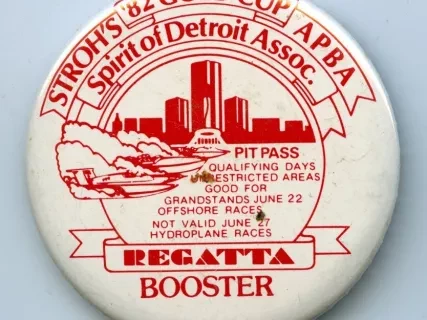 STROH'S '82 GOLD CUP APBA
Spirit of Detroit Assoc.
PIT PASS
QUALIFYING DAYS
UNRESTRICTED AREAS
GOOD FOR
GRANDSTANDS JUNE 22
OFFSHORE RACES
NOT VALID JUNE 27
HYDROPLANE RACES
REGATTA
BOOSTER